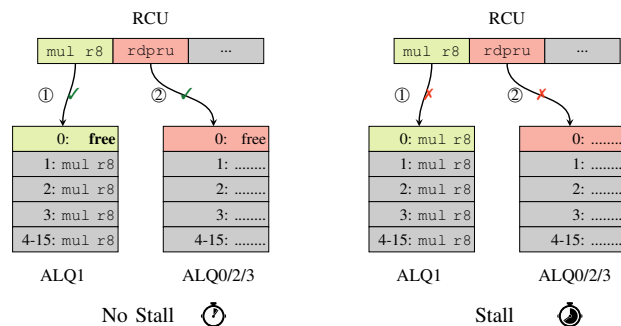 RCU RCU
mul r8 rdpru ... mul r8 rdpru ...
① ✓ ② ✓ ① ✗ ② ✗
0: free 0: free 0: mul r8 0: ........
1: mul r8 1: ........ 1: mul r8 1: ........
2: mul r8 2: ........ 2: mul r8 2: ........
3: mul r8 3: ........ 3: mul r8 3: ........
4-15: mul r8 4-15: ........ 4-15: mul r8 4-15: ........
ALQ1 ALQ0/2/3 ALQ1 ALQ0/2/3
No Stall Stall